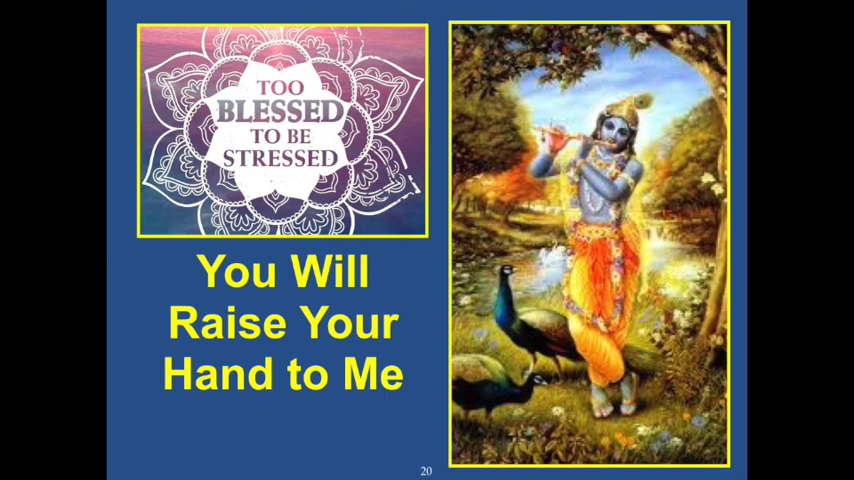 TOO
BLESSED
TO BE
STRESSED
You Will
Raise Your
Hand to Me
20